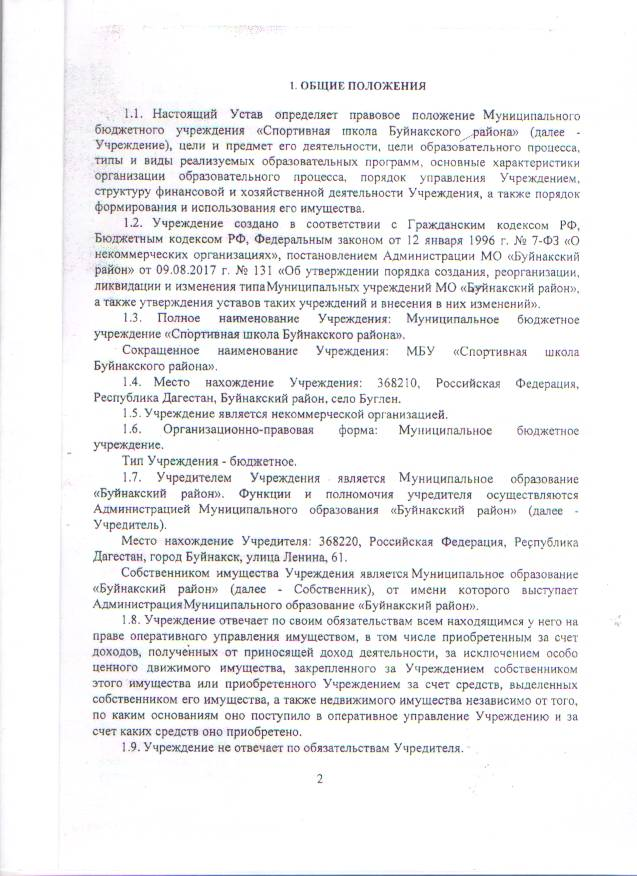 1. ОБЩИЕ ПОЛОЖЕНИЯ
1.1. Настоящий Устав определяет правовое положение Муниципального
бюджетного учреждения «Спортивная школа Буйнакского района» (далее -
Учреждение), цели и предмет его деятельности, цели образовательного процесса,
типы и виды реализуемых образовательных программ, основные характеристики
организации образовательного процесса, порядок управления Учреждением,
структуру финансовой и хозяйственной деятельности Учреждения, а также порядок
формирования и использования его имущества.
1.2. Учреждение создано в соответствии с Гражданским кодексом РФ,
Бюджетным кодексом РФ, Федеральным законом от 12 января 1996 г. № 7-ФЗ «О
некоммерческих организациях», постановлением Администрации МО «Буйнакский
район» от 09.08.2017 г. № 131 «Об утверждении порядка создания, реорганизации,
ликвидации и изменения типа Муниципальных учреждений МО «Буйнакский район»,
а также утверждения уставов таких учреждений и внесения в них изменений».
1.3. Полное наименование Учреждения: Муниципальное бюджетное
учреждение «Спортивная школа Буйнакского района».
Сокращенное наименование Учреждения: МБУ «Спортивная школа
Буйнакского района».
1.4. Место нахождение Учреждения: 368210, Российская Федерация,
Республика Дагестан, Буйнакский район, село Буглен.
1.5. Учреждение является некоммерческой организацией.
1.6. Организационно-правовая форма: Муниципальное бюджетное
учреждение.
Тип Учреждения - бюджетное.
1.7. Учредителем Учреждения является Муниципальное образование
«Буйнакский район». Функции и полномочия учредителя осуществляются
Администрацией Муниципального образования «Буйнакский район» (далее -
Учредитель).
Место нахождение Учредителя: 368220, Российская Федерация, Республика
Дагестан, город Буйнакск, улица Ленина, 61.
Собственником имущества Учреждения является Муниципальное образование
«Буйнакский район» (далее - Собственник), от имени которого выступает
Администрация Муниципального образование «Буйнакский район».
1.8. Учреждение отвечает по своим обязательствам всем находящимся у него на
праве оперативного управления имуществом, в том числе приобретенным за счет
доходов, полученных от приносящей доход деятельности, за исключением особо
ценного движимого имущества, закрепленного за Учреждением собственником
этого имущества или приобретенного Учреждением за счет средств, выделенных
собственником его имущества, а также недвижимого имущества независимо от того,
по каким основаниям оно поступило в оперативное управление Учреждению и за
счет каких средств оно приобретено.
1.9. Учреждение не отвечает по обязательствам Учредителя.
2